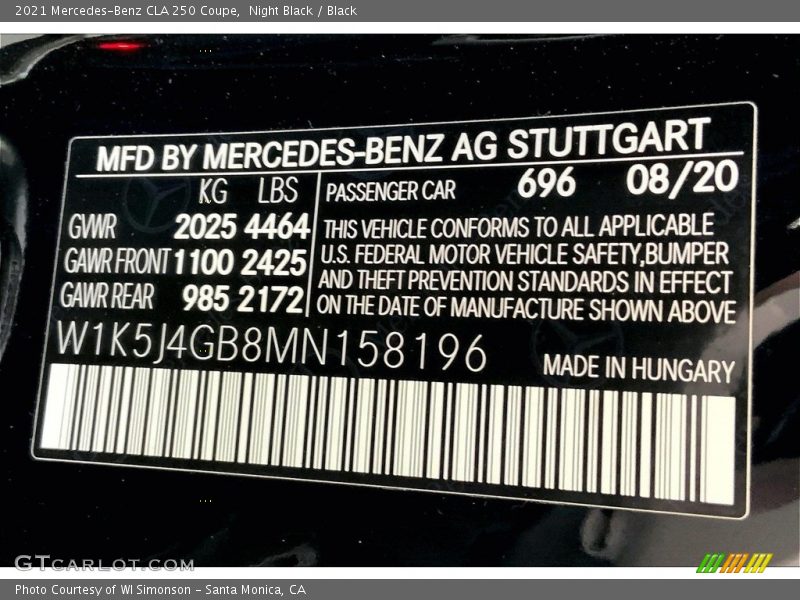 2021 Mercedes-Benz CLA 250 Coupe, Night Black / Black
MFD BY MERCEDES-BENZ AG STUTTGART
KG LBS
GVWR 2025 4464
GAWR FRONT 1100 2425
GAWR REAR 985 2172
PASSENGER CAR 696 08/20
THIS VEHICLE CONFORMS TO ALL APPLICABLE
U.S. FEDERAL MOTOR VEHICLE SAFETY,BUMPER
AND THEFT PREVENTION STANDARDS IN EFFECT
ON THE DATE OF MANUFACTURE SHOWN ABOVE
W1K5J4GB8MN158196
MADE IN HUNGARY
GTCARLOT.COM
Photo Courtesy of WI Simonson - Santa Monica, CA